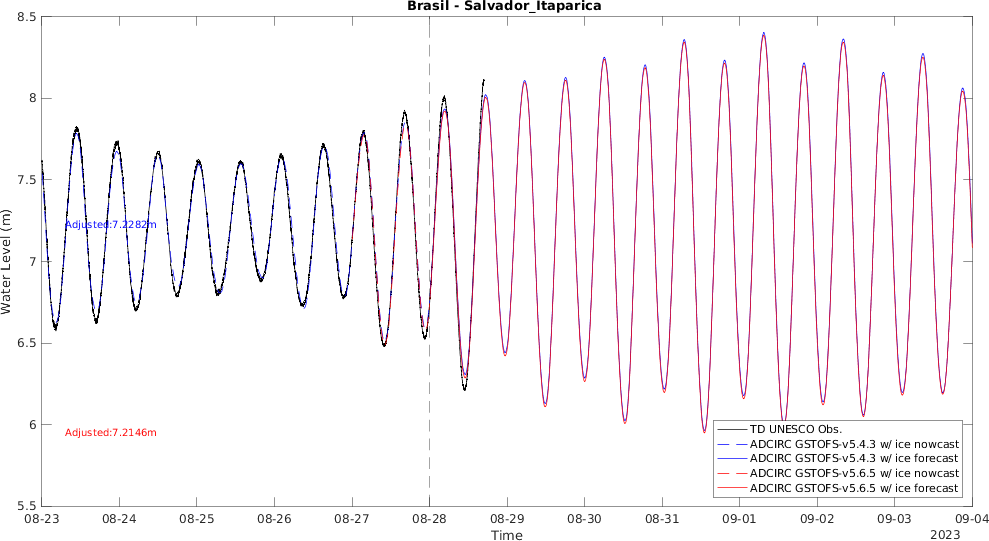 Brasil - Salvador_Itaparica
8.5
8
7.5
7
6.5
6
5.5
Water Level (m)
Adjusted:7.2282m
Adjusted:7.2146m
TD UNESCO Obs.
ADCIRC GSTOFS-v5.4.3 w/ ice nowcast
ADCIRC GSTOFS-v5.4.3 w/ ice forecast
ADCIRC GSTOFS-v5.6.5 w/ ice nowcast
ADCIRC GSTOFS-v5.6.5 w/ ice forecast
08-23 08-24 08-25 08-26 08-27 08-28 08-29 08-30 08-31 09-01 09-02 09-03 09-04
Time
2023